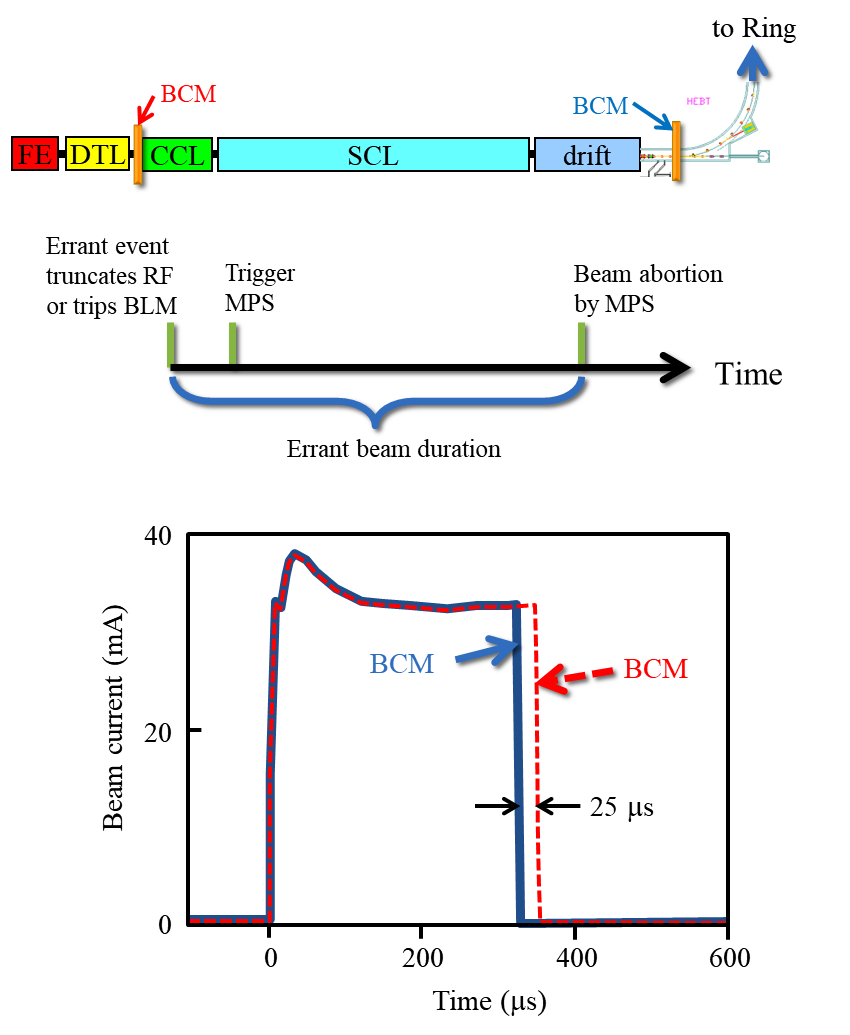 to Ring
BCM
BCM
HEBT
FE
DTL
CCL
SCL
drift
Errant event
truncates RF
or trips BLM
Trigger
MPS
Beam abortion
by MPS
Time
Errant beam duration
40
20
0
Beam current (mA)
BCM
BCM
25 μs
0
200
400
600
Time (μs)